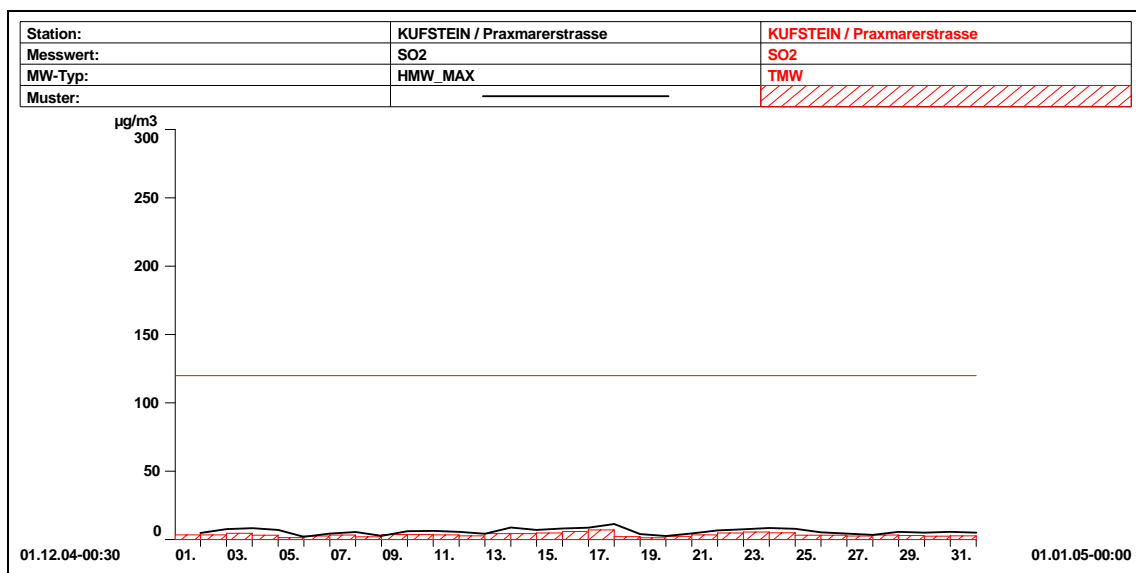 Station: KUFSTEIN / Praxmarerstrasse KUFSTEIN / Praxmarerstrasse
Messwert: SO2 SO2
MW-Typ: HMW_MAX TMW
Muster:
µg/m3
300
250
200
150
100
50
0
01.12.04-00:30 01. 03. 05. 07. 09. 11. 13. 15. 17. 19. 21. 23. 25. 27. 29. 31. 01.01.05-00:00